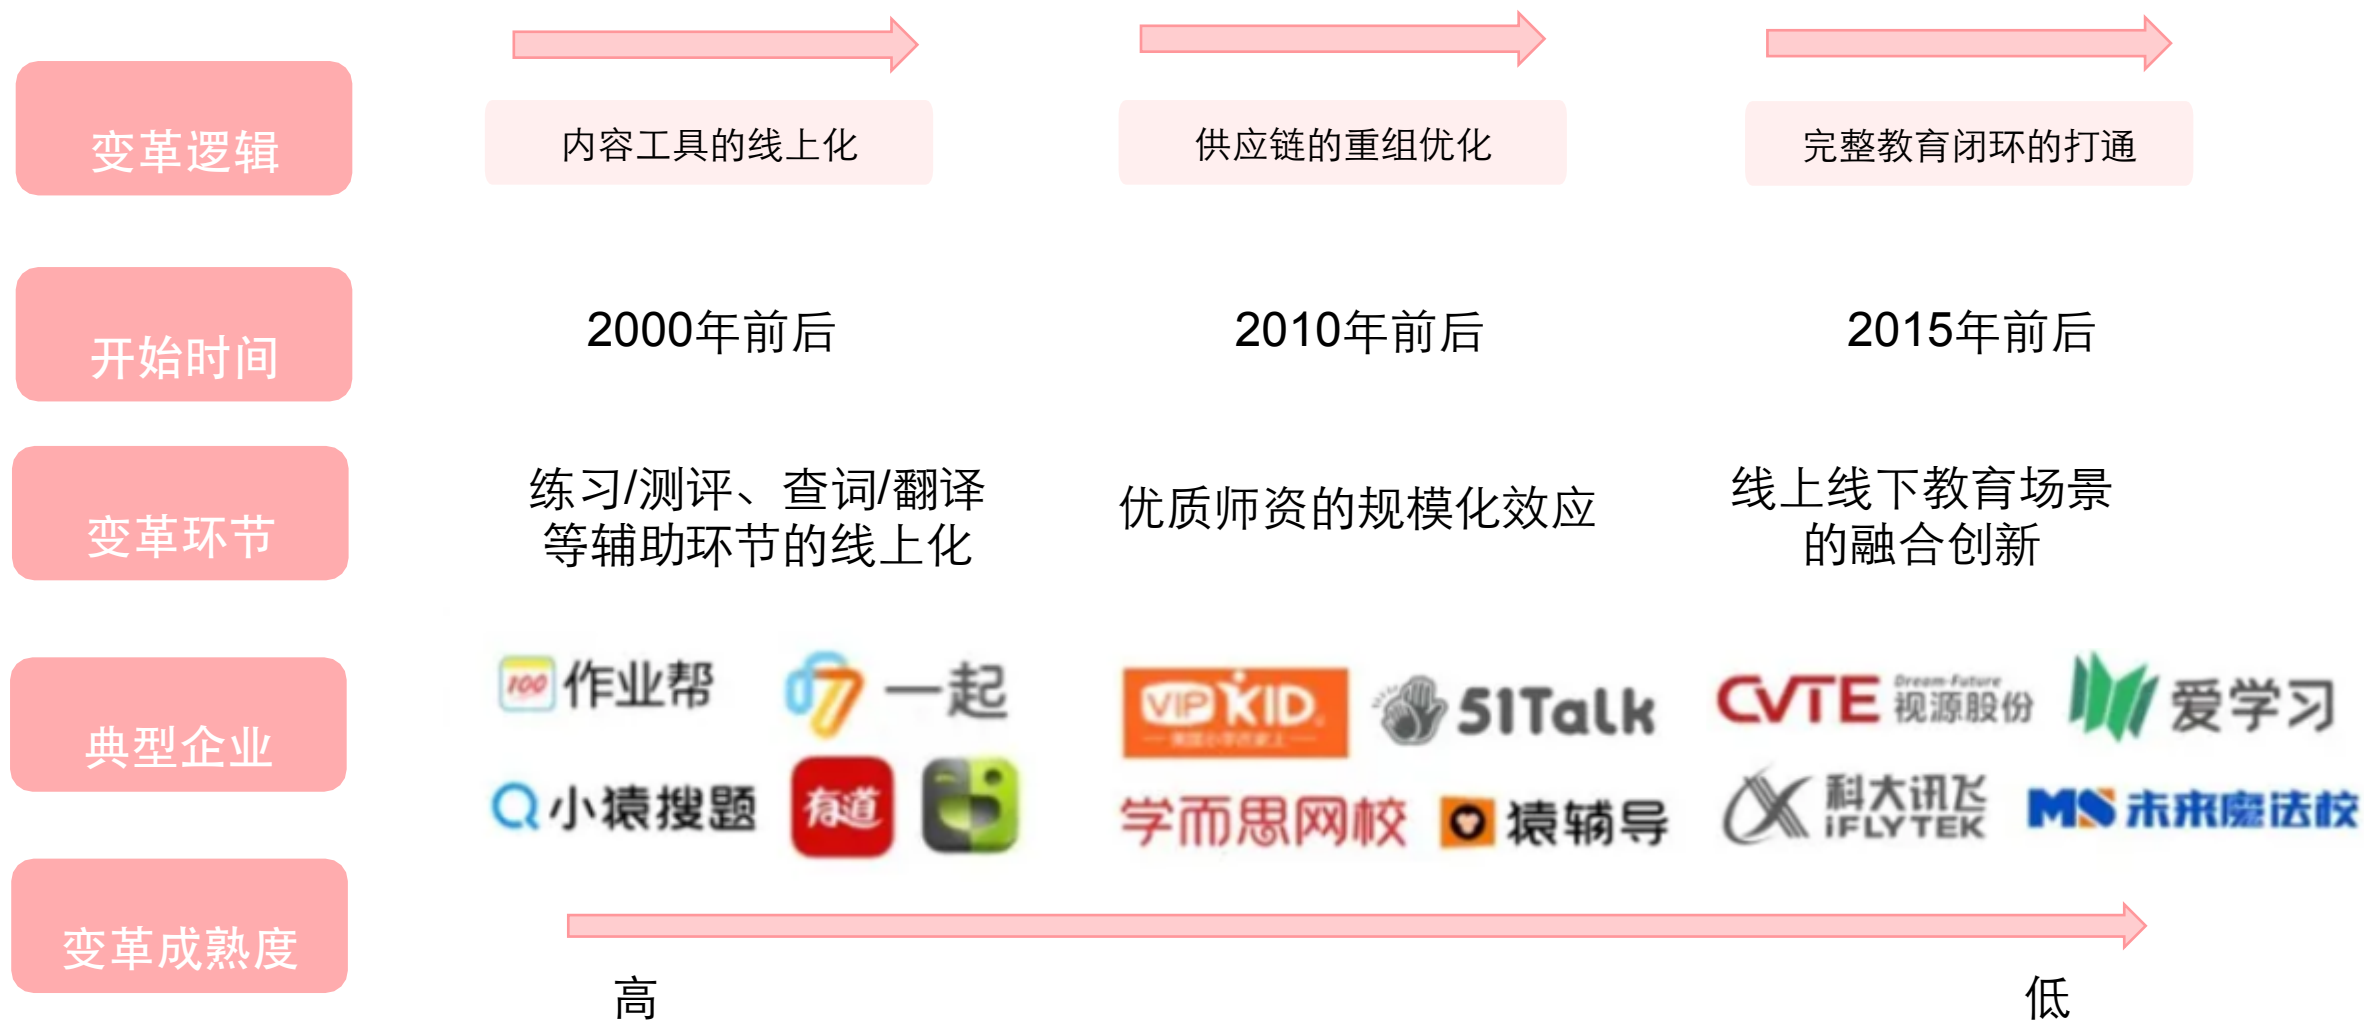 变革逻辑
内容工具的线上化
供应链的重组优化
完整教育闭环的打通
开始时间
2000年前后
2010年前后
2015年前后
变革环节
练习/测评、查词/翻译
等辅助环节的线上化
优质师资的规模化效应
线上线下教育场景
的融合创新
典型企业
100 作业帮
一起
小猿搜题
有道
VIPKID
51Talk
学而思网校
猿辅导
CVTE Dream-Future
视源股份
爱学习
科大讯飞
iFLYTEK
未来魔法校
变革成熟度
高
低